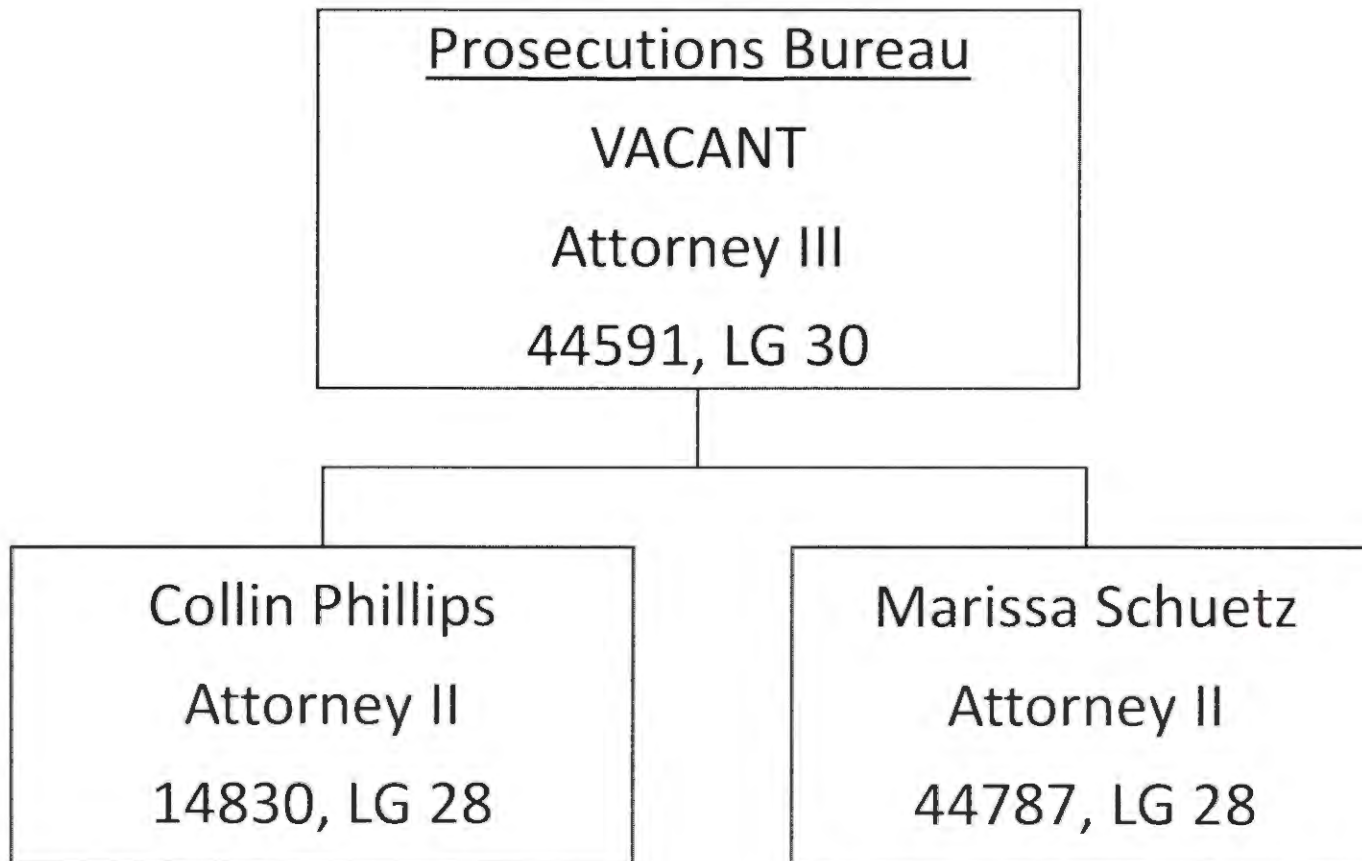 Prosecutions Bureau
VACANT
Attorney III
44591, LG 30
Collin Phillips
Attorney II
14830, LG 28
Marissa Schuetz
Attorney II
44787, LG 28